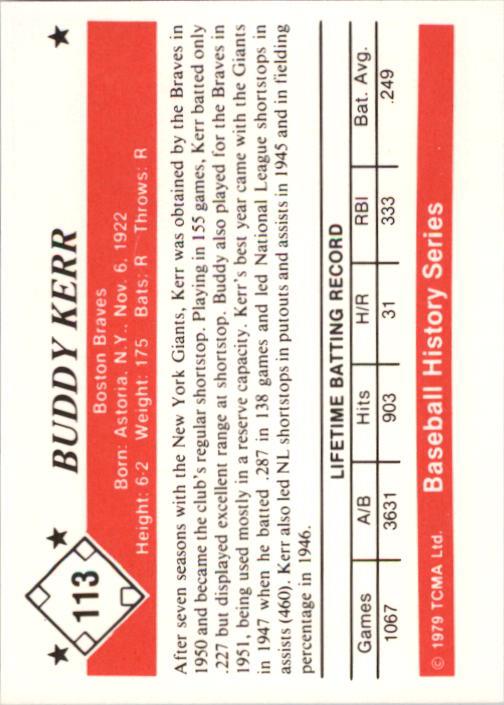 113
BUDDY KERR
Boston Braves
Born: Astoria, N.Y., Nov. 6, 1922
Height: 6-2 Weight: 175 Bats: R Throws: R
After seven seasons with the New York Giants, Kerr was obtained by the Braves in
1950 and became the club's regular shortstop. Playing in 155 games, Kerr batted only
.227 but displayed excellent range at shortstop. Buddy also played for the Braves in
1951, being used mostly in a reserve capacity. Kerr's best year came with the Giants
in 1947 when he batted .287 in 138 games and led National League shortstops in
assists (460). Kerr also led NL shortstops in putouts and assists in 1945 and in fielding
percentage in 1946.
LIFETIME BATTING RECORD
Games A/B Hits H/R RBI Bat. Avg.
1067 3631 903 31 333 .249
© 1979 TCMA Ltd. Baseball History Series